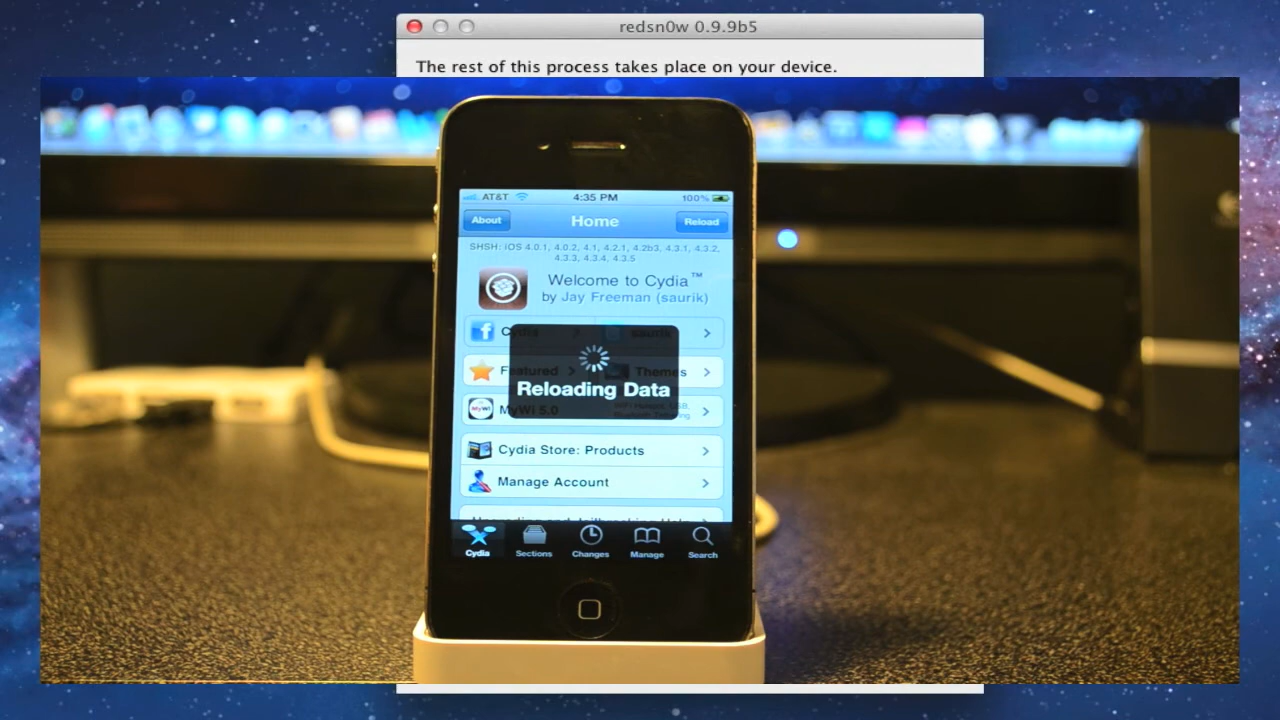 redsn0w 0.9.9b5
The rest of this process takes place on your device.
AT&T 4:35 PM 100%
About Home Reload
SHSH: iOS 4.0.1, 4.0.2, 4.1, 4.2.1, 4.2b3, 4.3.1, 4.3.2,
4.3.3, 4.3.4, 4.3.5
Welcome to Cydia™
by Jay Freeman (saurik)
Cydia saurik
Featured Themes
Reloading Data
MyWi MyWi 5.0
Cydia Store: Products
Manage Account
Cydia Sections Changes Manage Search